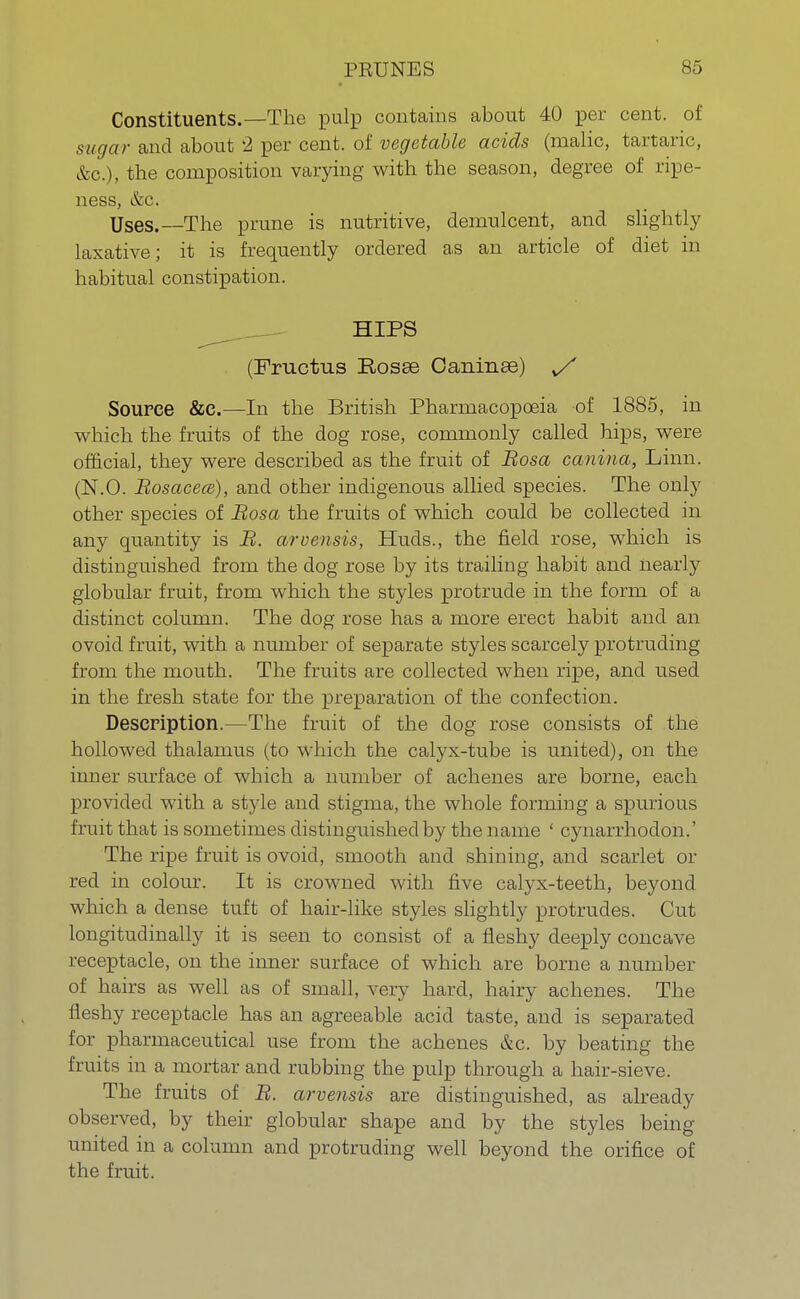 PRUNES 85
Constituents.—The pulp contains about 40 per cent. of
sugar and about 2 per cent. of vegetable acids (malic, tartaric,
&c.), the composition varying with the season, degree of ripe-
ness, &c.
Uses.—The prune is nutritive, demulcent, and slightly
laxative; it is frequently ordered as an article of diet in
habitual constipation.
HIPS
(Fructus Rosæ Caninæ) ✓
Source &c.—In the British Pharmacopœia of 1885, in
which the fruits of the dog rose, commonly called hips, were
official, they were described as the fruit of Rosa canina, Linn.
(N.O. Rosaceæ), and other indigenous allied species. The only
other species of Rosa the fruits of which could be collected in
any quantity is R. arvensis, Huds., the field rose, which is
distinguished from the dog rose by its trailing habit and nearly
globular fruit, from which the styles protrude in the form of a
distinct column. The dog rose has a more erect habit and an
ovoid fruit, with a number of separate styles scarcely protruding
from the mouth. The fruits are collected when ripe, and used
in the fresh state for the preparation of the confection.
Description.—The fruit of the dog rose consists of the
hollowed thalamus (to which the calyx-tube is united), on the
inner surface of which a number of achenes are borne, each
provided with a style and stigma, the whole forming a spurious
fruit that is sometimes distinguished by the name ‘ cynarrhodon.’
The ripe fruit is ovoid, smooth and shining, and scarlet or
red in colour. It is crowned with five calyx-teeth, beyond
which a dense tuft of hair-like styles slightly protrudes. Cut
longitudinally it is seen to consist of a fleshy deeply concave
receptacle, on the inner surface of which are borne a number
of hairs as well as of small, very hard, hairy achenes. The
fleshy receptacle has an agreeable acid taste, and is separated
for pharmaceutical use from the achenes &c. by beating the
fruits in a mortar and rubbing the pulp through a hair-sieve.
The fruits of R. arvensis are distinguished, as already
observed, by their globular shape and by the styles being
united in a column and protruding well beyond the orifice of
the fruit.